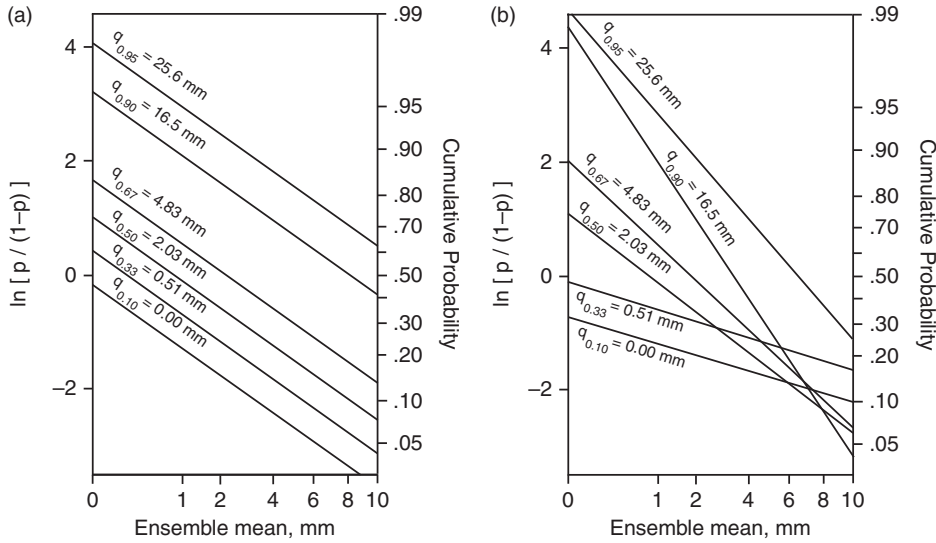 (a)
ln [ p / (1–p) ]
4
2
0
–2
q0.95 = 25.6 mm
q0.90 = 16.5 mm
q0.67 = 4.83 mm
q0.50 = 2.03 mm
q0.33 = 0.51 mm
q0.10 = 0.00 mm
.99
.95
.90
.80
.70
.50
.30
.20
.10
.05
Cumulative Probability
0 1 2 4 6 8 10
Ensemble mean, mm
(b)
ln [ p / (1–p) ]
4
2
0
–2
q0.95 = 25.6 mm
q0.90 = 16.5 mm
q0.67 = 4.83 mm
q0.50 = 2.03 mm
q0.33 = 0.51 mm
q0.10 = 0.00 mm
.99
.95
.90
.80
.70
.50
.30
.20
.10
.05
Cumulative Probability
0 1 2 4 6 8 10
Ensemble mean, mm